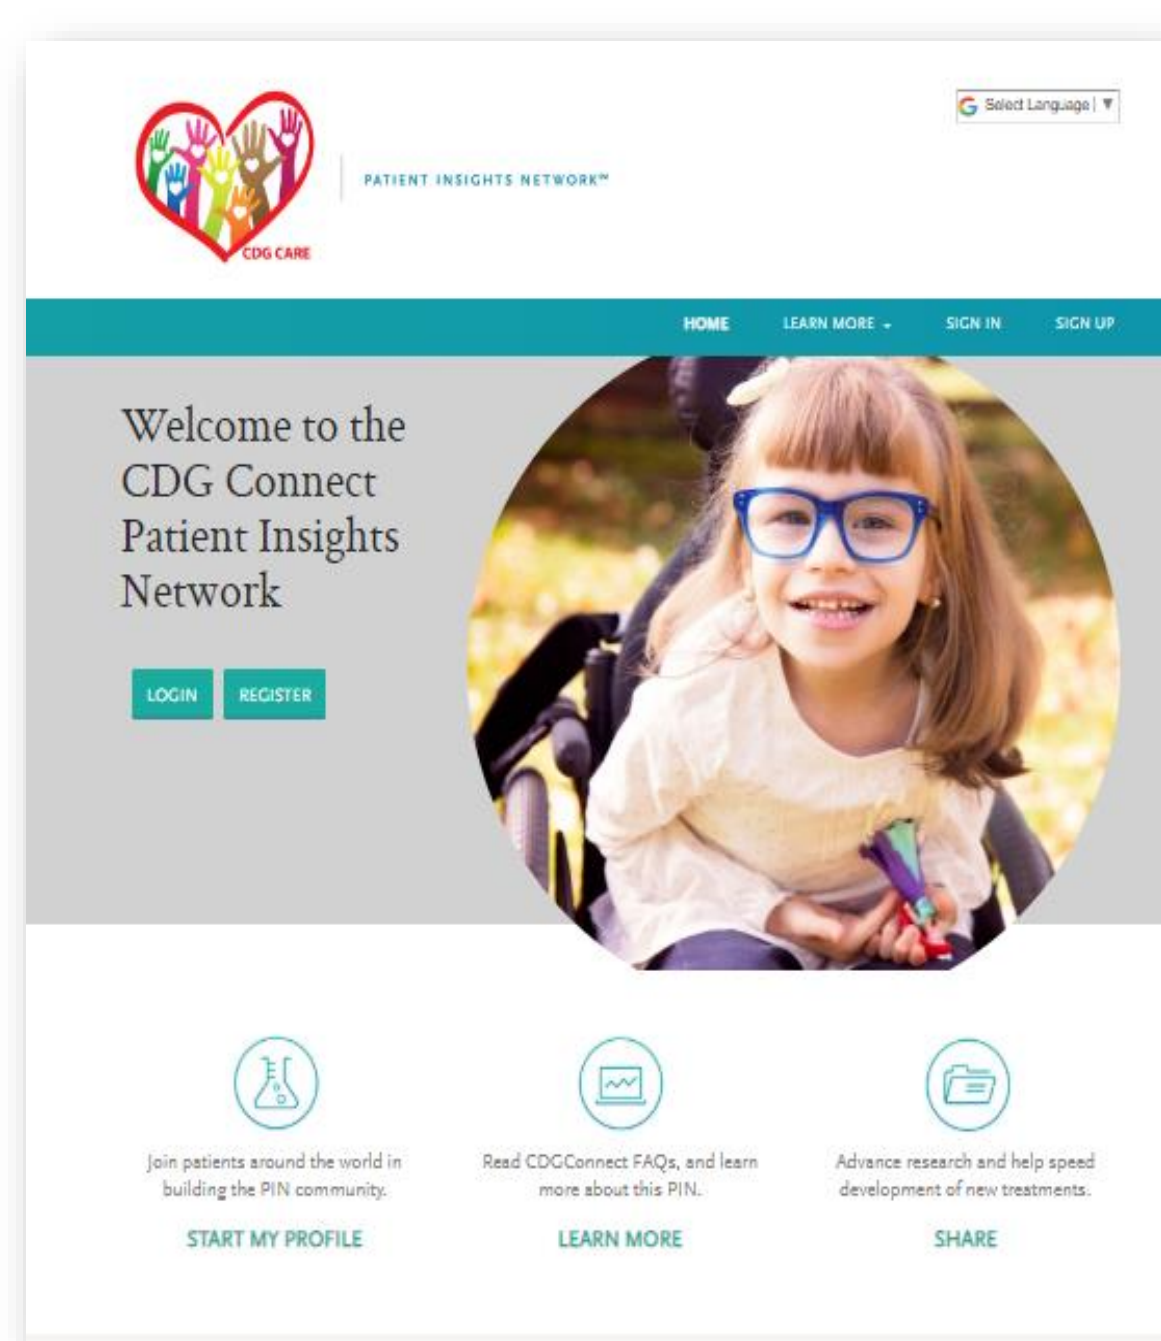 Select Language ▼
CDG CARE
PATIENT INSIGHTS NETWORK℠
HOME
LEARN MORE
SIGN IN
SIGN UP
Welcome to the
CDG Connect
Patient Insights
Network
LOGIN
REGISTER
Join patients around the world in
building the PIN community.
START MY PROFILE
Read CDGConnect FAQs, and learn
more about this PIN.
LEARN MORE
Advance research and help speed
development of new treatments.
SHARE